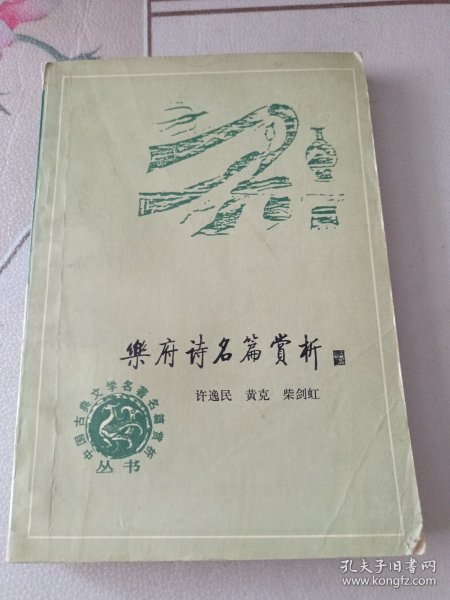 樂府诗名篇赏析
许逸民 黄克 柴剑虹
中国古典文学名著名篇赏析
丛书
孔夫子旧书网
www.kongfz.com